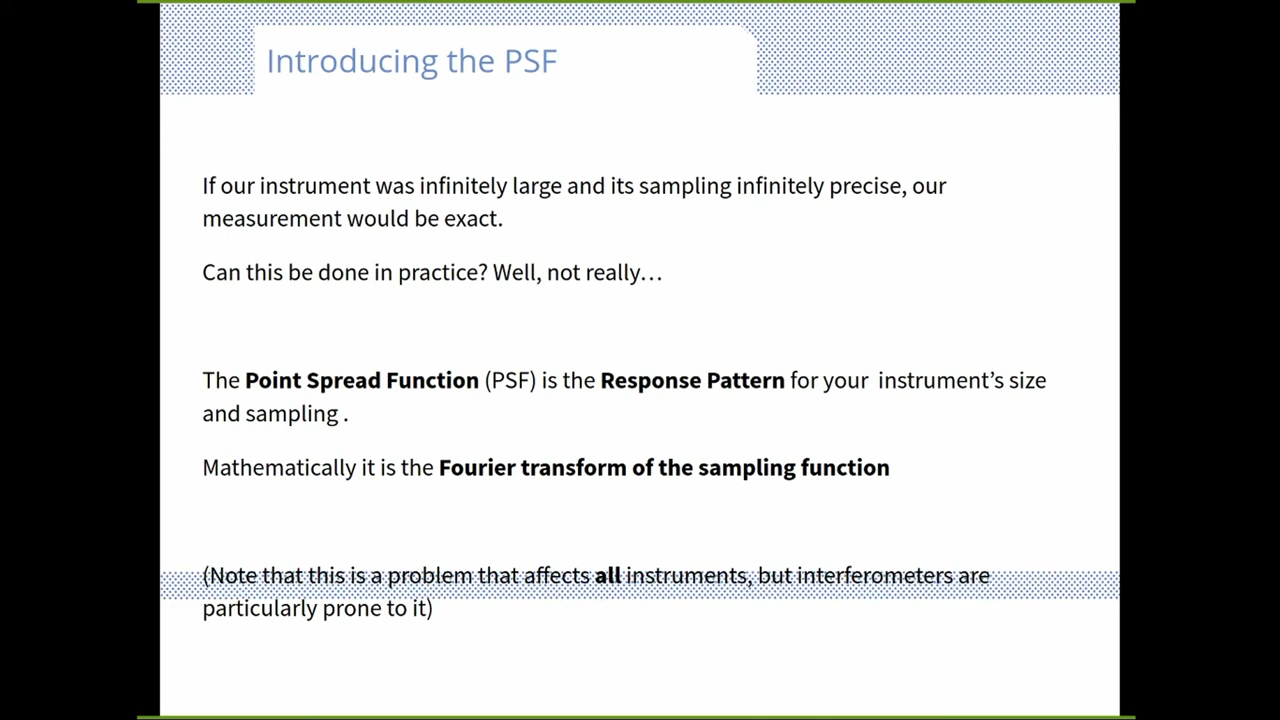 Introducing the PSF
If our instrument was infinitely large and its sampling infinitely precise, our
measurement would be exact.
Can this be done in practice? Well, not really…
The Point Spread Function (PSF) is the Response Pattern for your  instrument’s size
and sampling .
Mathematically it is the Fourier transform of the sampling function
(Note that this is a problem that affects all instruments, but interferometers are
particularly prone to it)